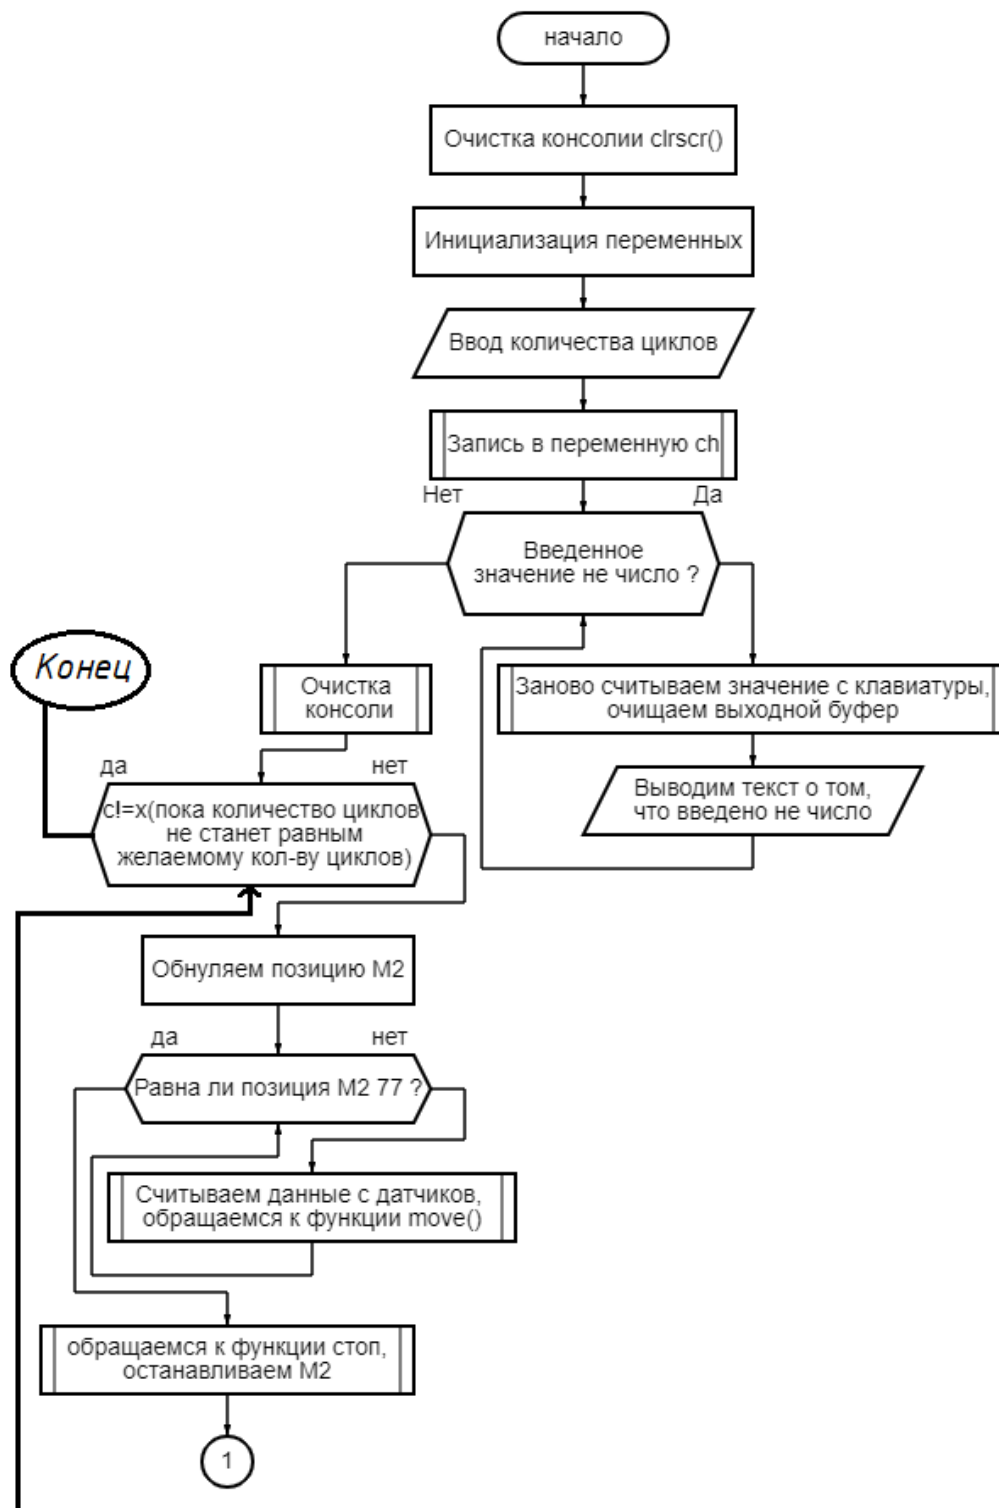 начало
Очистка консолии clrscr()
Инициализация переменных
Ввод количества циклов
Запись в переменную ch
Нет
Да
Введенное
значение не число ?
Конец
Очистка
консоли
Заново считываем значение с клавиатуры,
очищаем выходной буфер
да
нет
Выводим текст о том,
что введено не число
c!=x(пока количество циклов
не станет равным
желаемому кол-ву циклов)
Обнуляем позицию М2
да
нет
Равна ли позиция М2 77 ?
Считываем данные с датчиков,
обращаемся к функции move()
обращаемся к функции стоп,
останавливаем М2
1